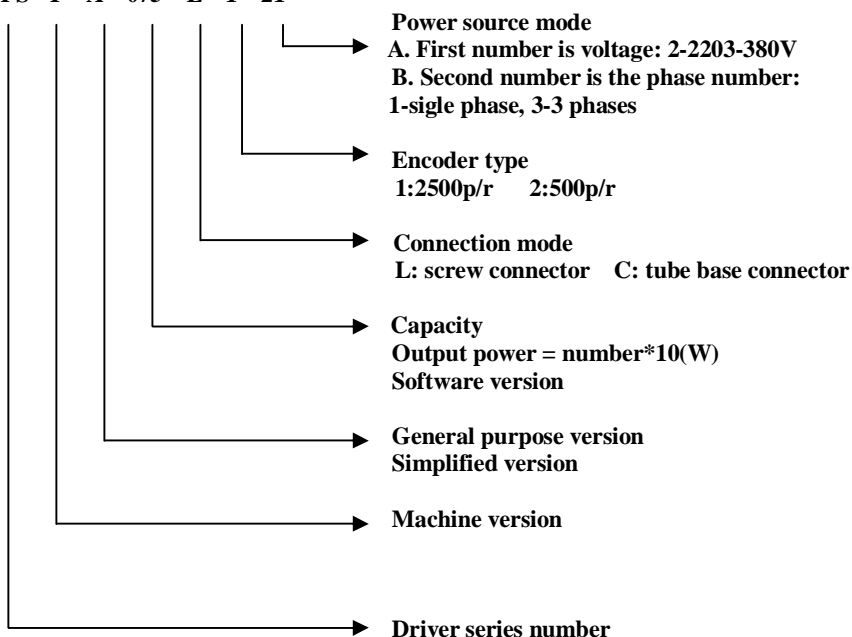 Power source mode
A. First number is voltage: 2-2203-380V
B. Second number is the phase number:
1-sigle phase, 3-3 phases
Encoder type
1:2500p/r 2:500p/r
Connection mode
L: screw connector C: tube base connector
Capacity
Output power = number*10(W)
Software version
General purpose version
Simplified version
Machine version
Driver series number